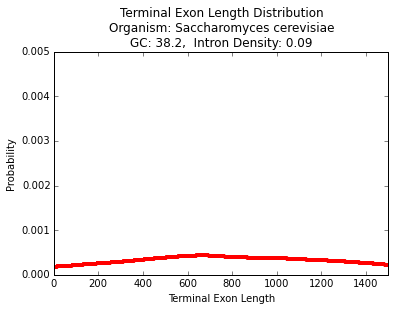 Terminal Exon Length Distribution
Organism: Saccharomyces cerevisiae
GC: 38.2,  Intron Density: 0.09
0.005
0.004
0.003
0.002
0.001
0.000
Probability
0 200 400 600 800 1000 1200 1400
Terminal Exon Length